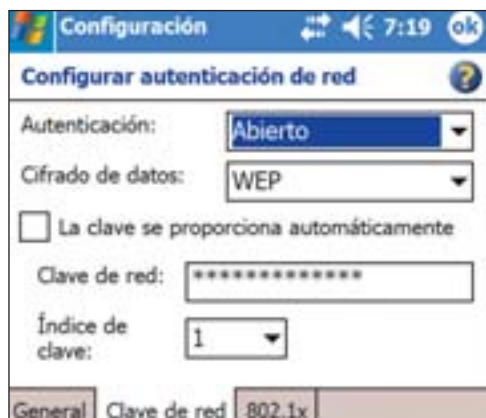 Configuración 7:19 ok
Configurar autenticación de red ?
Autenticación: Abierto
Cifrado de datos: WEP
La clave se proporciona automáticamente
Clave de red: *************
Índice de clave: 1
General Clave de red 802.1x